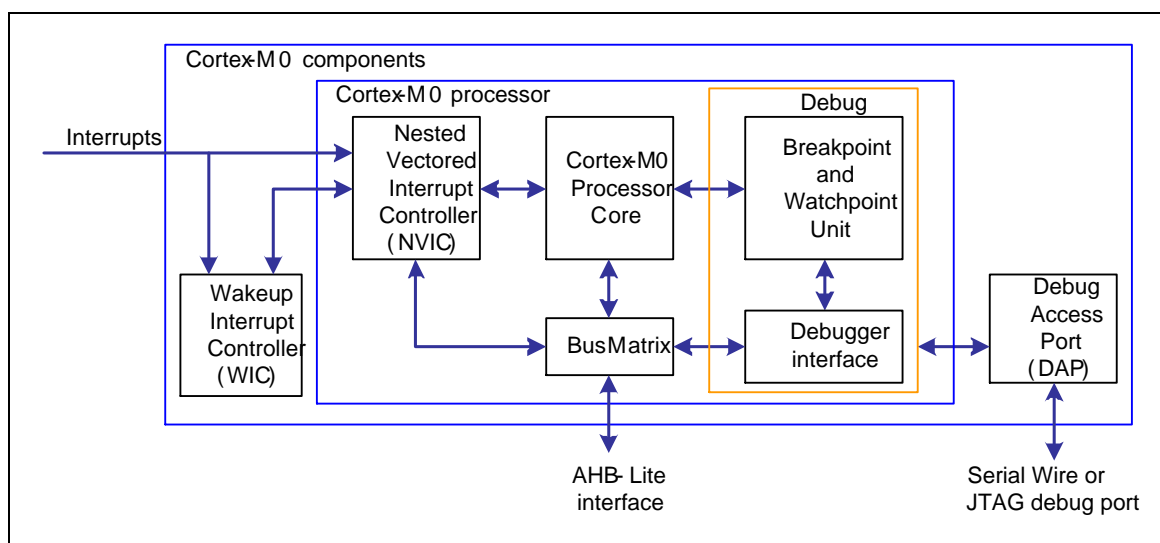 Cortex-M0 components
Cortex-M0 processor
Debug
Interrupts
Nested
Vectored
Interrupt
Controller
(NVIC)
Cortex-M0
Processor
Core
Breakpoint
and
Watchpoint
Unit
Wakeup
Interrupt
Controller
(WIC)
BusMatrix
Debugger
interface
Debug
Access
Port
(DAP)
AHB-Lite
interface
Serial Wire or
JTAG debug port